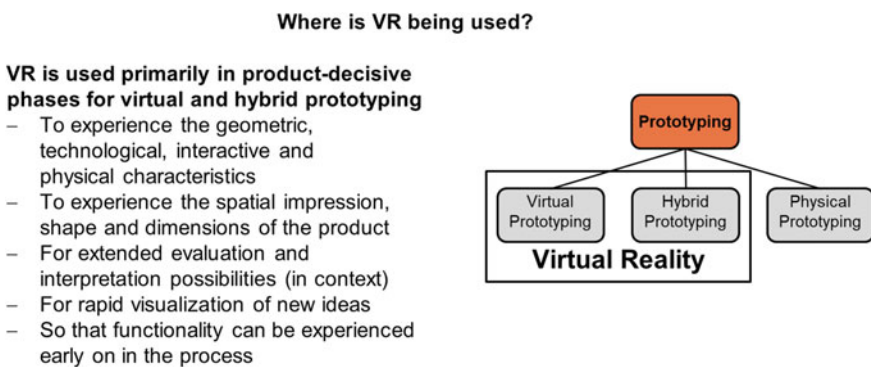 Where is VR being used?
VR is used primarily in product-decisive
phases for virtual and hybrid prototyping
– To experience the geometric,
technological, interactive and
physical characteristics
– To experience the spatial impression,
shape and dimensions of the product
– For extended evaluation and
interpretation possibilities (in context)
– For rapid visualization of new ideas
– So that functionality can be experienced
early on in the process
Prototyping
Virtual
Prototyping
Hybrid
Prototyping
Physical
Prototyping
Virtual Reality